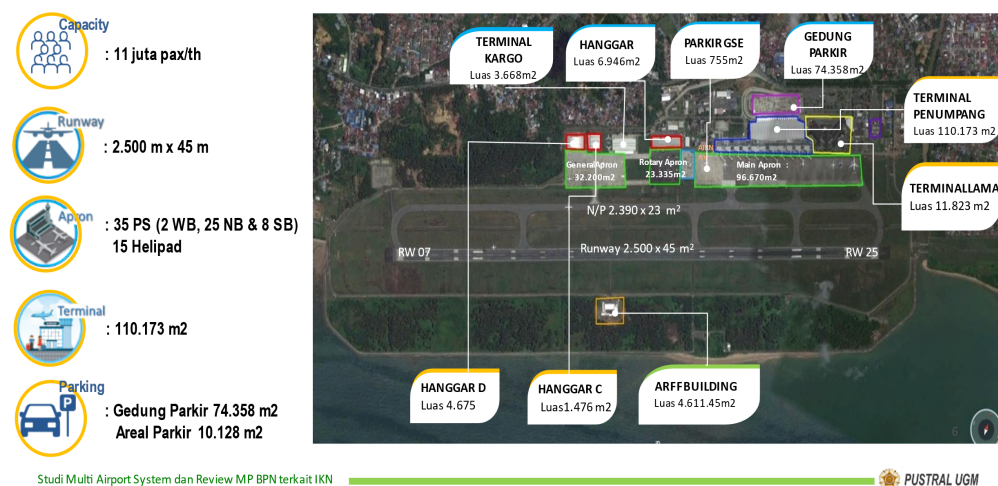 Capacity
: 11 juta pax/th
Runway
: 2.500 m x 45 m
Apron
: 35 PS (2 WB, 25 NB & 8 SB)
15 Helipad
Terminal
: 110.173 m2
Parking
P
: Gedung Parkir 74.358 m2
Areal Parkir 10.128 m2
TERMINAL
KARGO
Luas 3.668m2
HANGGAR
Luas 6.946m2
PARKIR GSE
Luas 755m2
GEDUNG
PARKIR
Luas 74.358m2
TERMINAL
PENUMPANG
Luas 110.173 m2
TERMINALLAMA
Luas 11.823 m2
General Apron
32.200m2
Rotary Apron
23.335m2
Main Apron :
96.670m2
N/P 2.390 x 23 m2
RW 07
Runway 2.500 x 45 m2
RW 25
HANGGAR D
Luas 4.675
HANGGAR C
Luas1.476 m2
ARFFBUILDING
Luas 4.611.45m2
6
Studi Multi Airport System dan Review MP BPN terkait IKN
PUSTRAL UGM